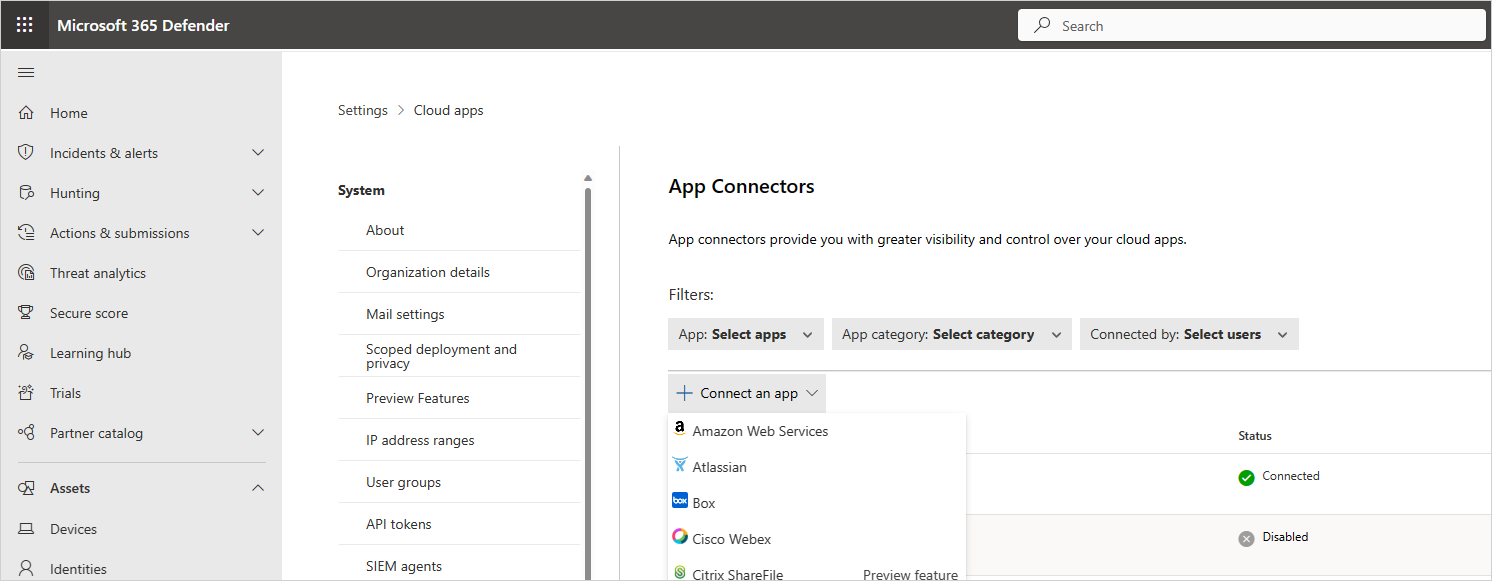 Microsoft 365 Defender
Search
Home
Incidents & alerts
Hunting
Actions & submissions
Threat analytics
Secure score
Learning hub
Trials
Partner catalog
Assets
Devices
Identities
Settings > Cloud apps
System
About
Organization details
Mail settings
Scoped deployment and
privacy
Preview Features
IP address ranges
User groups
API tokens
SIEM agents
App Connectors
App connectors provide you with greater visibility and control over your cloud apps.
Filters:
App: Select apps
App category: Select category
Connected by: Select users
Connect an app
a Amazon Web Services
Atlassian
box Box
Cisco Webex
Citrix ShareFile Preview feature
Status
Connected
Disabled